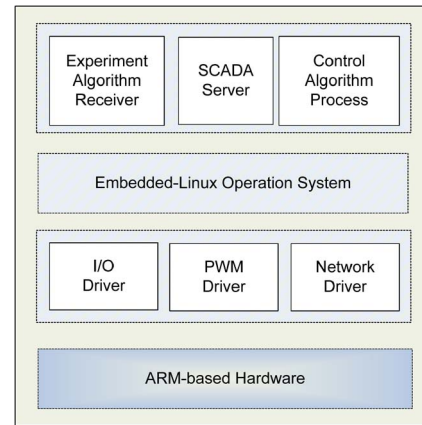 Experiment
Algorithm
Receiver
SCADA
Server
Control
Algorithm
Process
Embedded-Linux Operation System
I/O
Driver
PWM
Driver
Network
Driver
ARM-based Hardware